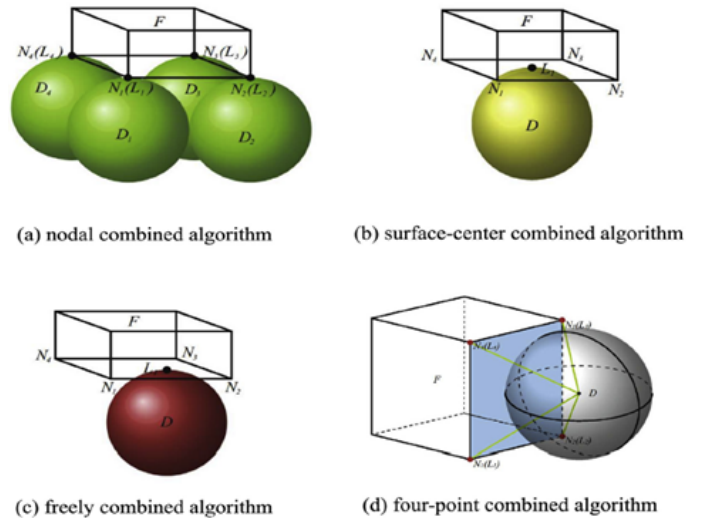 F
N₄(L₄) N₃(L₃)
D₄ N₁(L₁) D₃ N₂(L₂)
D₁ D₂
(a) nodal combined algorithm
F
N₄ N₃
L
N₁ N₂
D
(b) surface-center combined algorithm
F
N₄ N₃
L
N₁ N₂
D
(c) freely combined algorithm
F D
(d) four-point combined algorithm